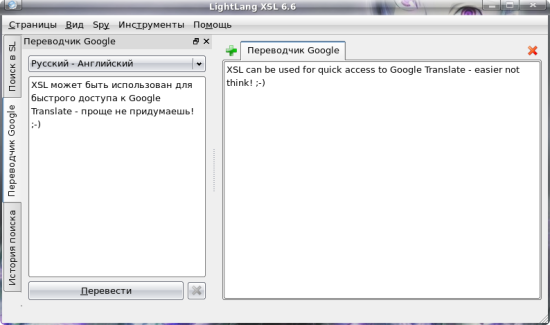 LightLang XSL 6.6
Страницы Вид Spy Инструменты Помощь
Переводчик Google
Поиск в SL
Переводчик Google
История поиска
Русский - Английский
XSL может быть использован для
быстрого доступа к Google
Translate - проще не придумаешь!
;-)
Перевести
Переводчик Google
XSL can be used for quick access to Google Translate - easier not
think! ;-)